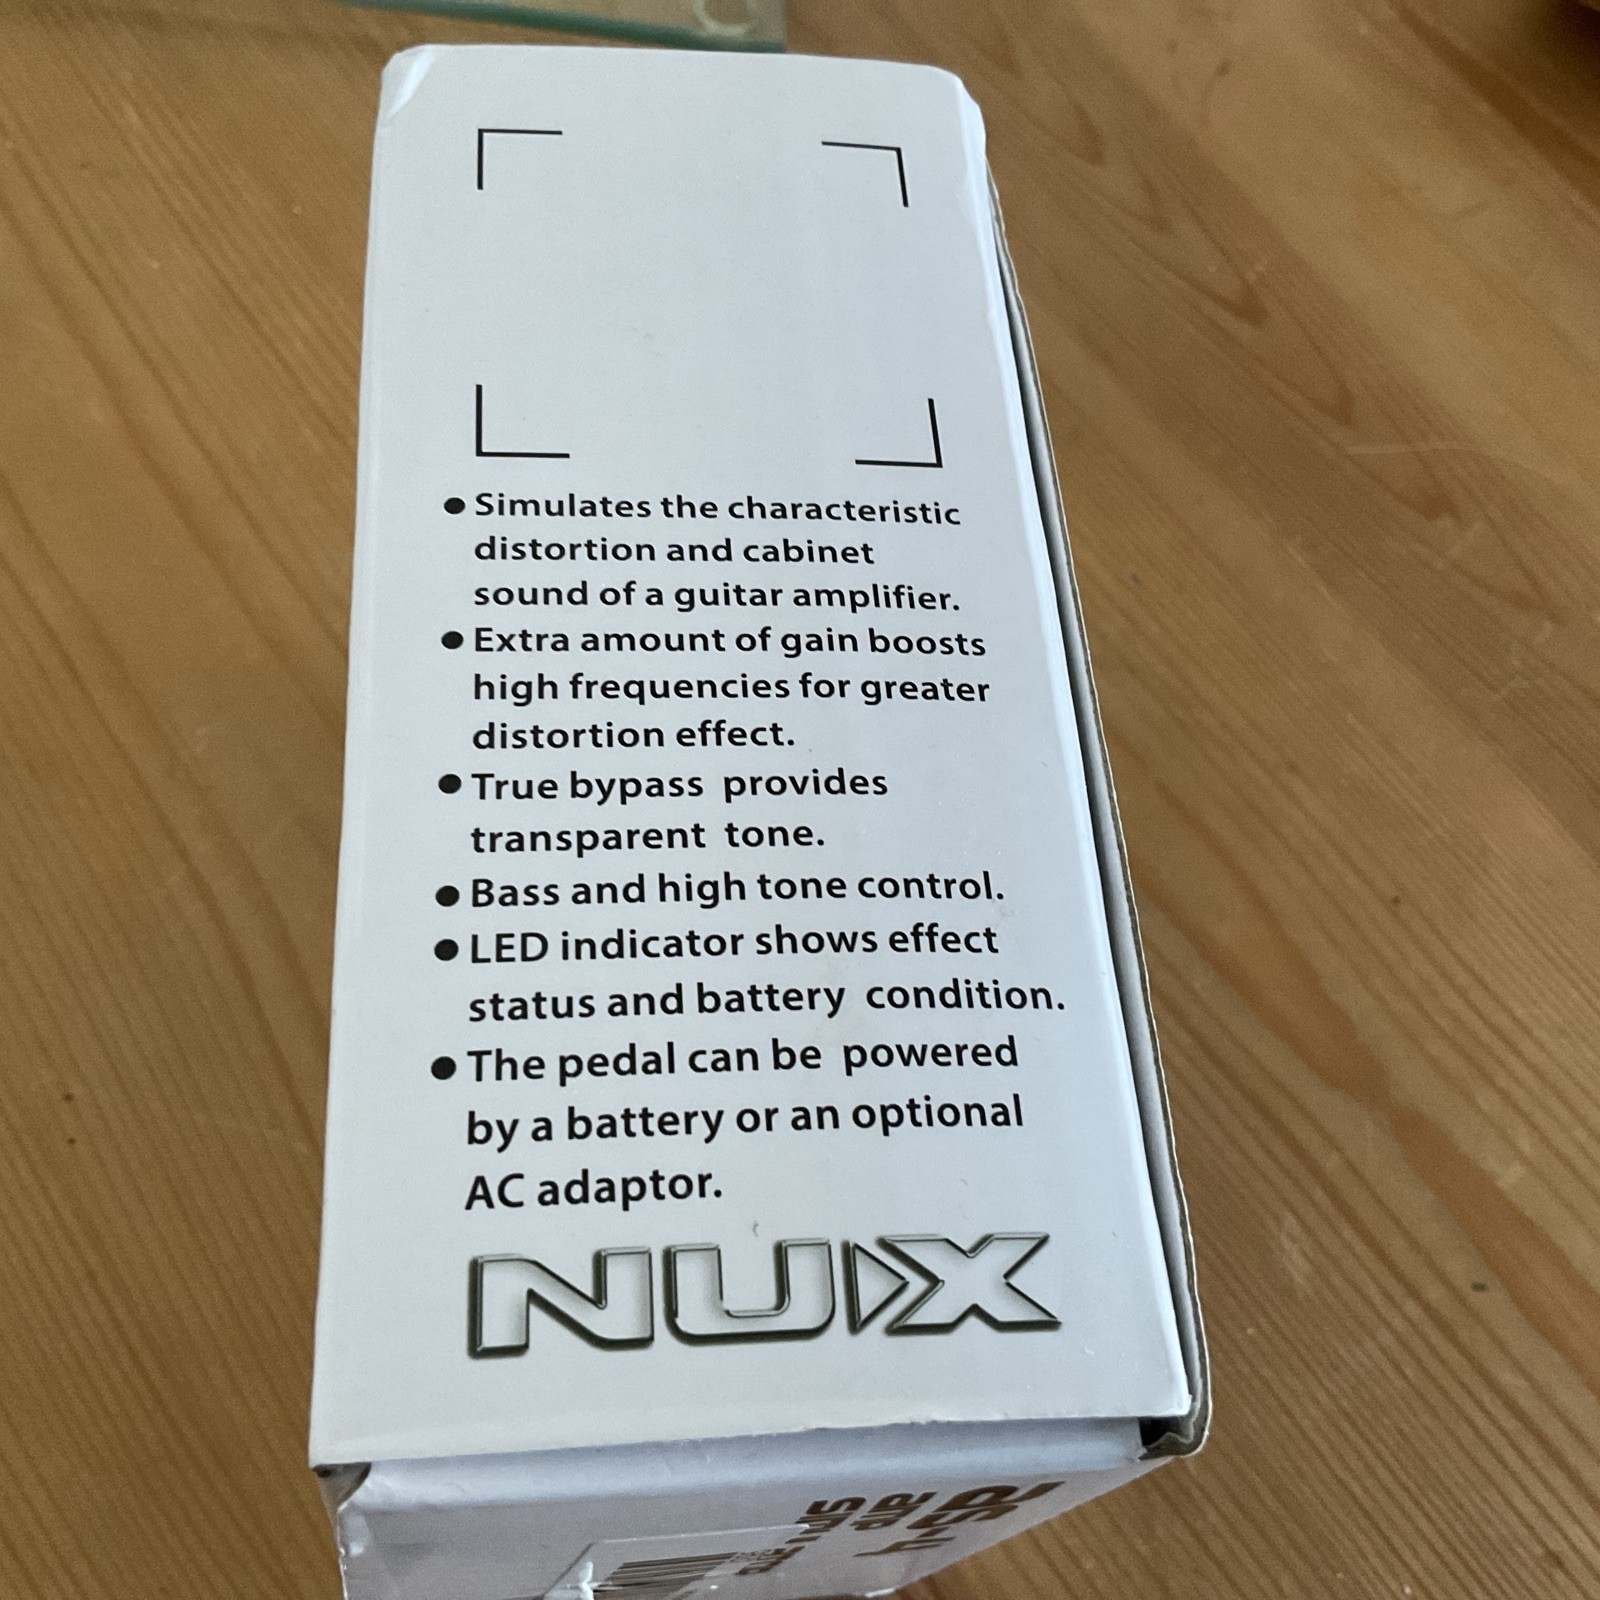 ● Simulates the characteristic
distortion and cabinet
sound of a guitar amplifier.
● Extra amount of gain boosts
high frequencies for greater
distortion effect.
● True bypass provides
transparent tone.
● Bass and high tone control.
● LED indicator shows effect
status and battery condition.
● The pedal can be powered
by a battery or an optional
AC adaptor.
NUX